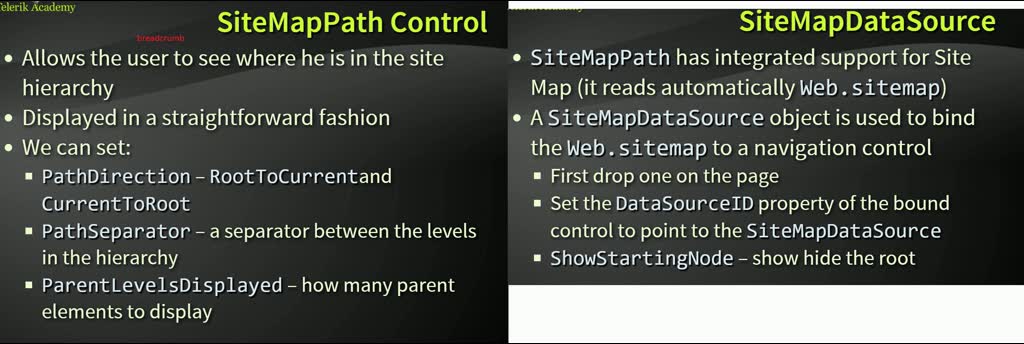 Telerik Academy
SiteMapPath Control
breadcrumb
• Allows the user to see where he is in the site
hierarchy
• Displayed in a straightforward fashion
• We can set:
▪ PathDirection – RootToCurrentand
CurrentToRoot
▪ PathSeparator – a separator between the levels
in the hierarchy
▪ ParentLevelsDisplayed – how many parent
elements to display
SiteMapDataSource
• SiteMapPath has integrated support for Site
Map (it reads automatically Web.sitemap)
• A SiteMapDataSource object is used to bind
the Web.sitemap to a navigation control
▪ First drop one on the page
▪ Set the DataSourceID property of the bound
control to point to the SiteMapDataSource
▪ ShowStartingNode – show hide the root